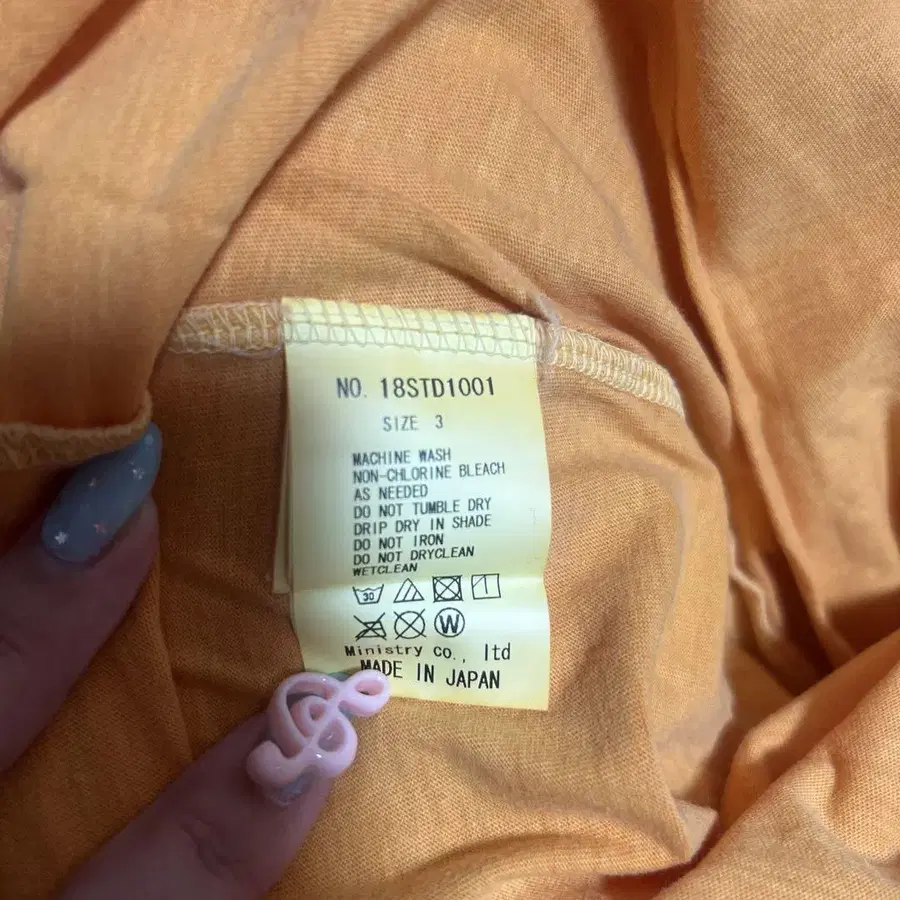 NO. 18STD1001
SIZE 3
MACHINE WASH
NON-CHLORINE BLEACH
AS NEEDED
DO NOT TUMBLE DRY
DRIP DRY IN SHADE
DO NOT IRON
DO NOT DRYCLEAN
WETCLEAN
30
W
Ministry co., ltd
MADE IN JAPAN